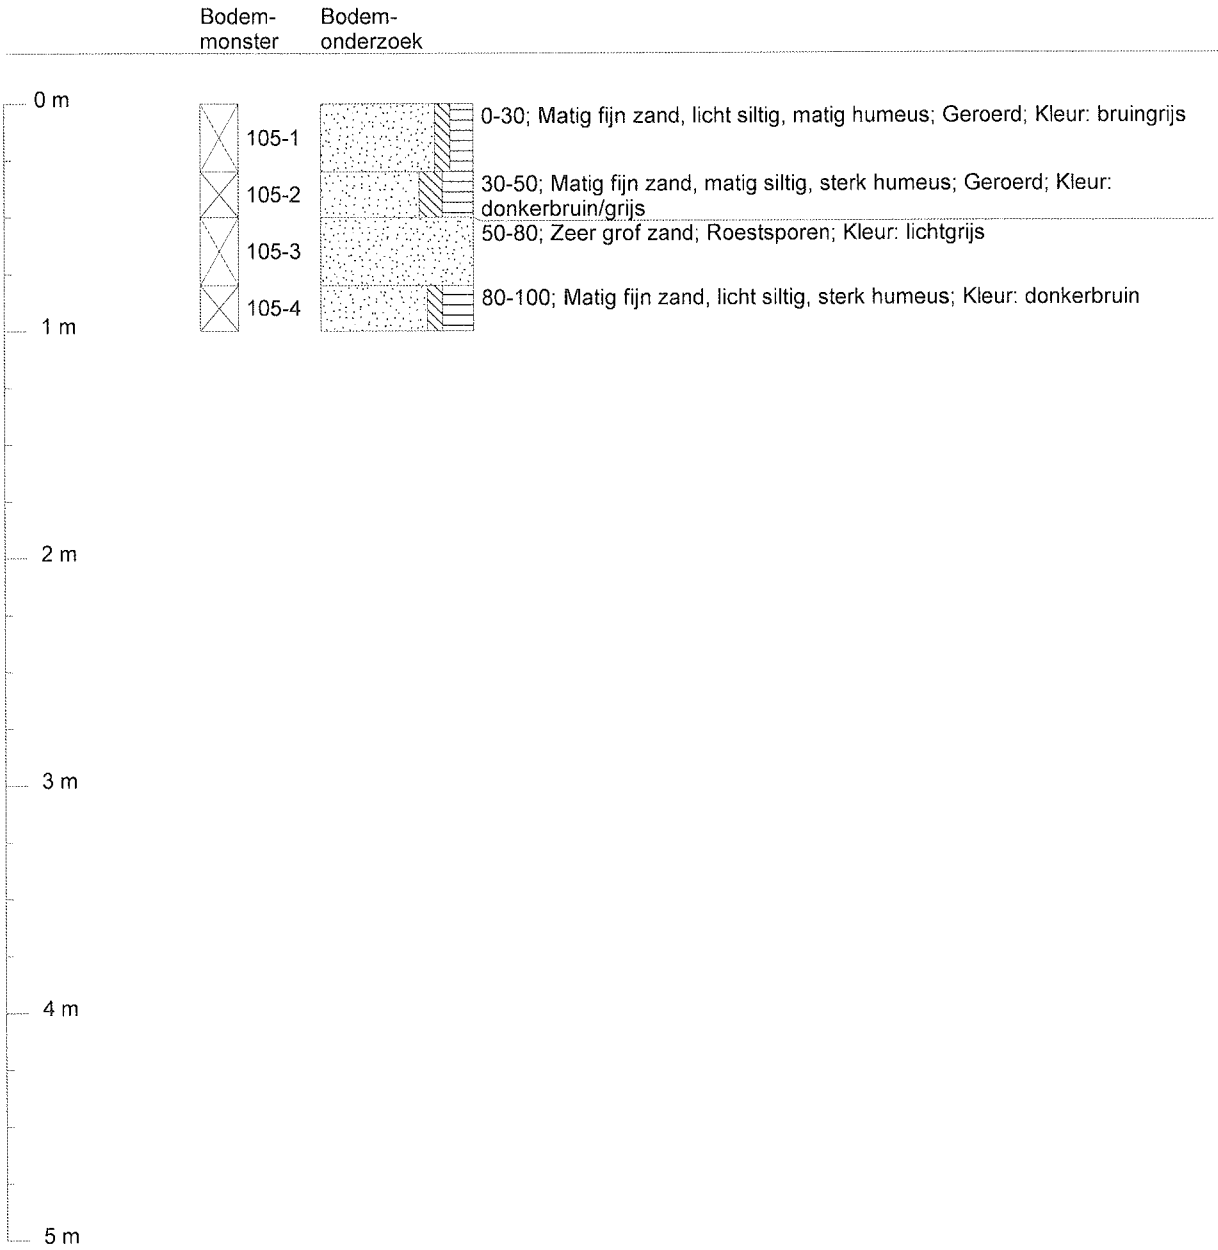 Bodem-
monster
Bodem-
onderzoek
0 m
105-1
0-30; Matig fijn zand, licht siltig, matig humeus; Geroerd; Kleur: bruingrijs
105-2
30-50; Matig fijn zand, matig siltig, sterk humeus; Geroerd; Kleur:
donkerbruin/grijs
105-3
50-80; Zeer grof zand; Roestsporen; Kleur: lichtgrijs
105-4
80-100; Matig fijn zand, licht siltig, sterk humeus; Kleur: donkerbruin
1 m
2 m
3 m
4 m
5 m